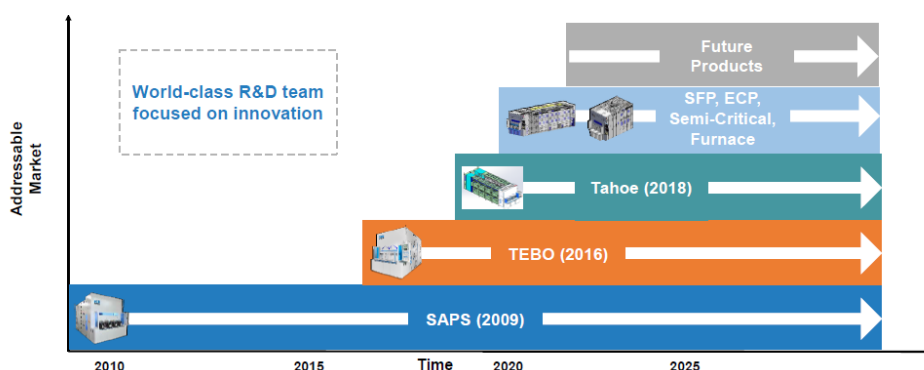 World-class R&D team
focused on innovation
Future
Products
SFP, ECP,
Semi-Critical,
Furnace
Tahoe (2018)
TEBO (2016)
SAPS (2009)
Addressable
Market
2010
2015
Time
2020
2025